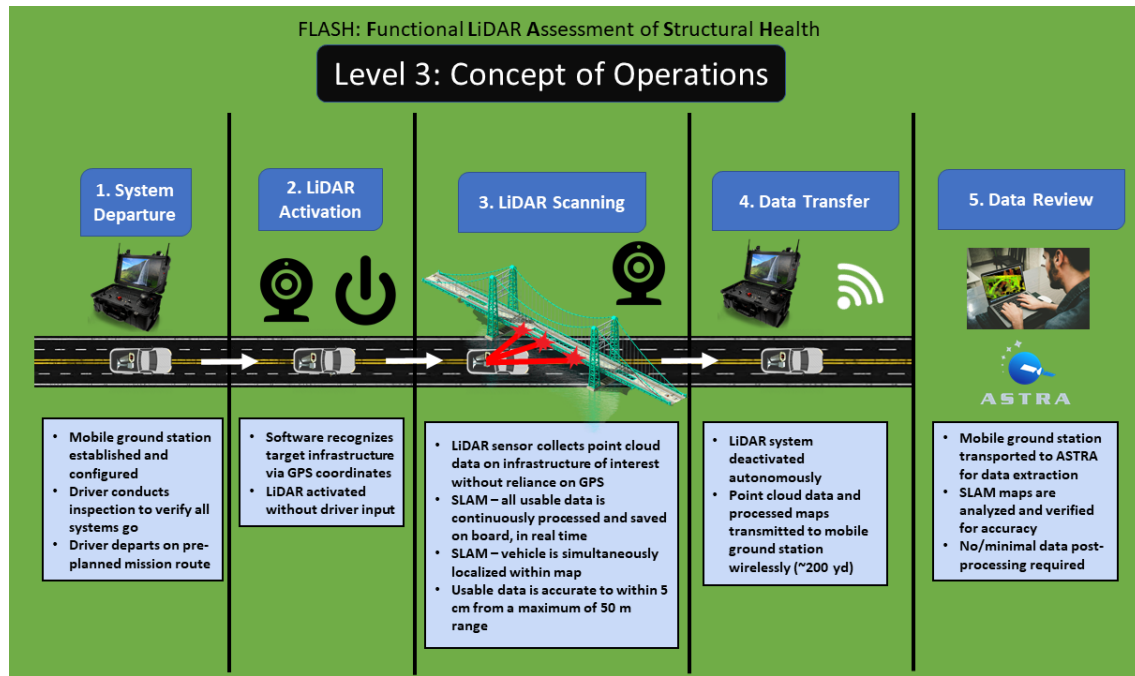 FLASH: Functional LiDAR Assessment of Structural Health
Level 3: Concept of Operations
1. System
Departure
• Mobile ground station
established and
configured
• Driver conducts
inspection to verify all
systems go
• Driver departs on pre-
planned mission route
2. LiDAR
Activation
• Software recognizes
target infrastructure
via GPS coordinates
• LiDAR activated
without driver input
3. LiDAR Scanning
• LiDAR sensor collects point cloud
data on infrastructure of interest
without reliance on GPS
• SLAM – all usable data is
continuously processed and saved
on board, in real time
• SLAM – vehicle is simultaneously
localized within map
• Usable data is accurate to within 5
cm from a maximum of 50 m
range
4. Data Transfer
• LiDAR system
deactivated
autonomously
• Point cloud data and
processed maps
transmitted to mobile
ground station
wirelessly (~200 yd)
5. Data Review
ASTRA
• Mobile ground station
transported to ASTRA
for data extraction
• SLAM maps are
analyzed and verified
for accuracy
• No/minimal data post-
processing required